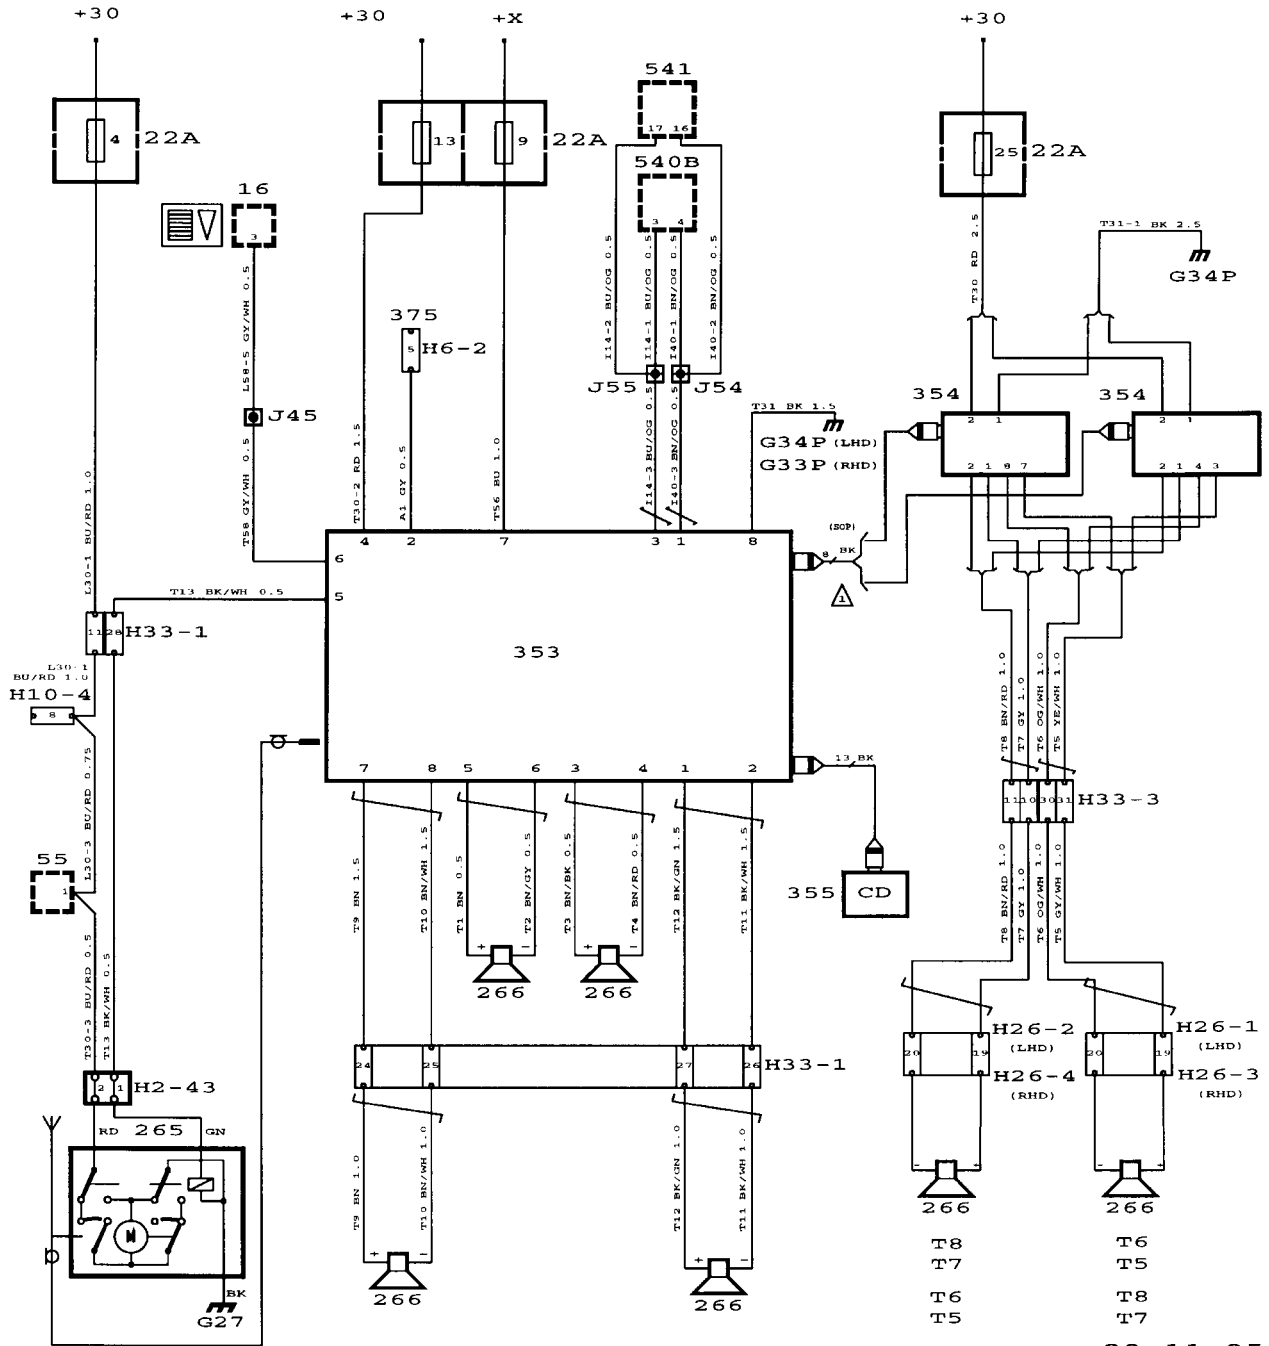 +30
+30
+X
+30
541
17 16
4
22A
13
9
22A
540B
25
22A
16
3
3 4
T31-1 BK 2.5
G34P
T30 RD 2.5
L58-5 GY/WH 0.5
I14-2 BU/OG 0.5
I14-1 BU/OG 0.5
I40-1 BN/OG 0.5
I40-2 BN/OG 0.5
375
5
H6-2
J55
J54
J45
354
354
T31 BK 1.5
G34P (LHD)
G33P (RHD)
2 1
2 1
2 1 8 7
2 1 4 3
L30-1 BU/RD 1.0
T58 GY/WH 0.5
T30-2 RD 1.5
A1 GY 0.5
T56 BU 1.0
I14-3 BU/OG 0.5
I40-3 BN/OG 0.5
(SOP)
4 2 7 3 1 8
6
8 BK
T13 BK/WH 0.5
5
1
11 28
H33-1
353
L30-1
BU/RD 1.0
H10-4
8
T8 BN/RD 1.0
T7 GY 1.0
T6 OG/WH 1.0
T5 YE/WH 1.0
L30-3 BU/RD 0.75
7 8 5 6 3 4 1 2
13 BK
11 10 30 31
H33-3
55
1
T9 BN 1.5
T10 BN/WH 1.5
T1 BN 0.5
T2 BN/GY 0.5
T3 BN/BK 0.5
T4 BN/RD 0.5
T12 BK/GN 1.5
T11 BK/WH 1.5
355
CD
T8 BN/RD 1.0
T7 GY 1.0
T6 OG/WH 1.0
T5 GY/WH 1.0
+ -
+ -
266
266
T30-3 BU/RD 0.5
T13 BK/WH 0.5
24 25 27 26
H33-1
20 19
H26-2
(LHD)
H26-4
(RHD)
20 19
H26-1
(LHD)
H26-3
(RHD)
2 1
H2-43
RD
265
GN
T9 BN 1.0
T10 BN/WH 1.0
T12 BK/GN 1.0
T11 BK/WH 1.0
- +
- +
266
266
M
+ -
+ -
266
266
BK
G27
T8
T7
T6
T5
T6
T5
T8
T7